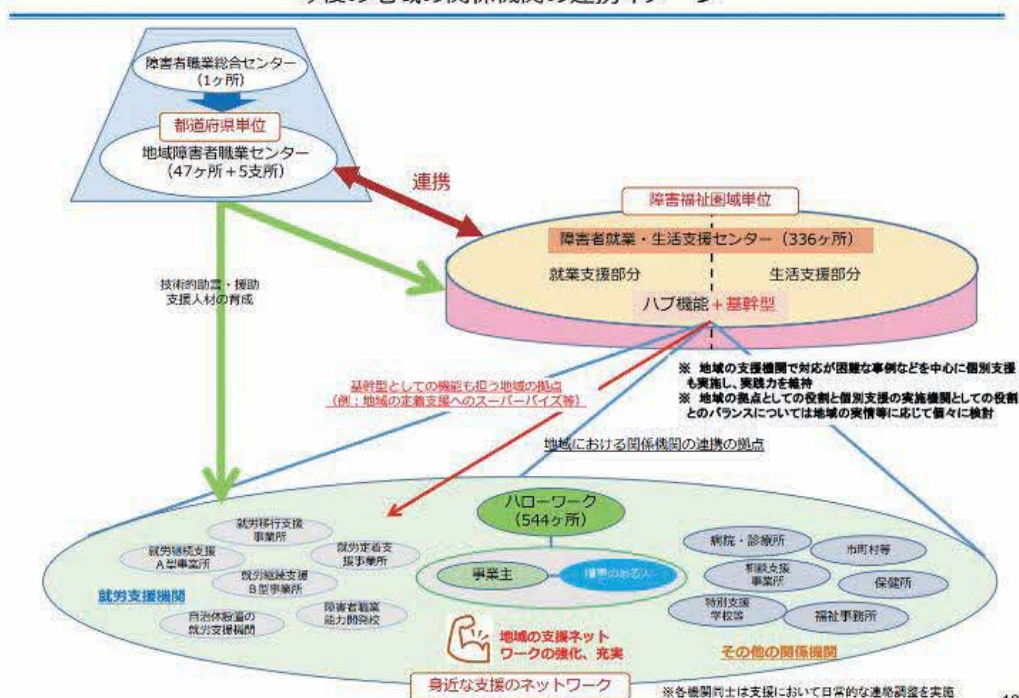 障害者職業総合センター
(1ヶ所)
都道府県単位
地域障害者職業センター
(47ヶ所+5支所)
連携
障害福祉圏域単位
障害者就業・生活支援センター(336ヶ所)
就業支援部分
生活支援部分
ハブ機能+基幹型
技術的助言・援助
支援人材の育成
※ 地域の支援機関で対応が困難な事例などを中心に個別支援
も実施し、実践力を維持
※ 地域の拠点としての役割と個別支援の実施機関としての役割
とのバランスについては地域の実情等に応じて個々に検討
基幹型としての機能も担う地域の拠点
(例:地域の定着支援へのスーパーバイズ等)
地域における関係機関の連携の拠点
ハローワーク
(544ヶ所)
就労移行支援
事業所
就労継続支援
A型事業所
就労定着支
援事業所
就労継続支援
B型事業所
就労支援機関
自治体設置の
就労支援機関
障害者職業
能力開発校
事業主
障害のある人
病院・診療所
市町村等
相談支援
事業所
保健所
特別支援
学校等
福祉事務所
その他の関係機関
地域の支援ネット
ワークの強化、充実
身近な支援のネットワーク
※各機関同士は支援において日常的な連絡調整を実施